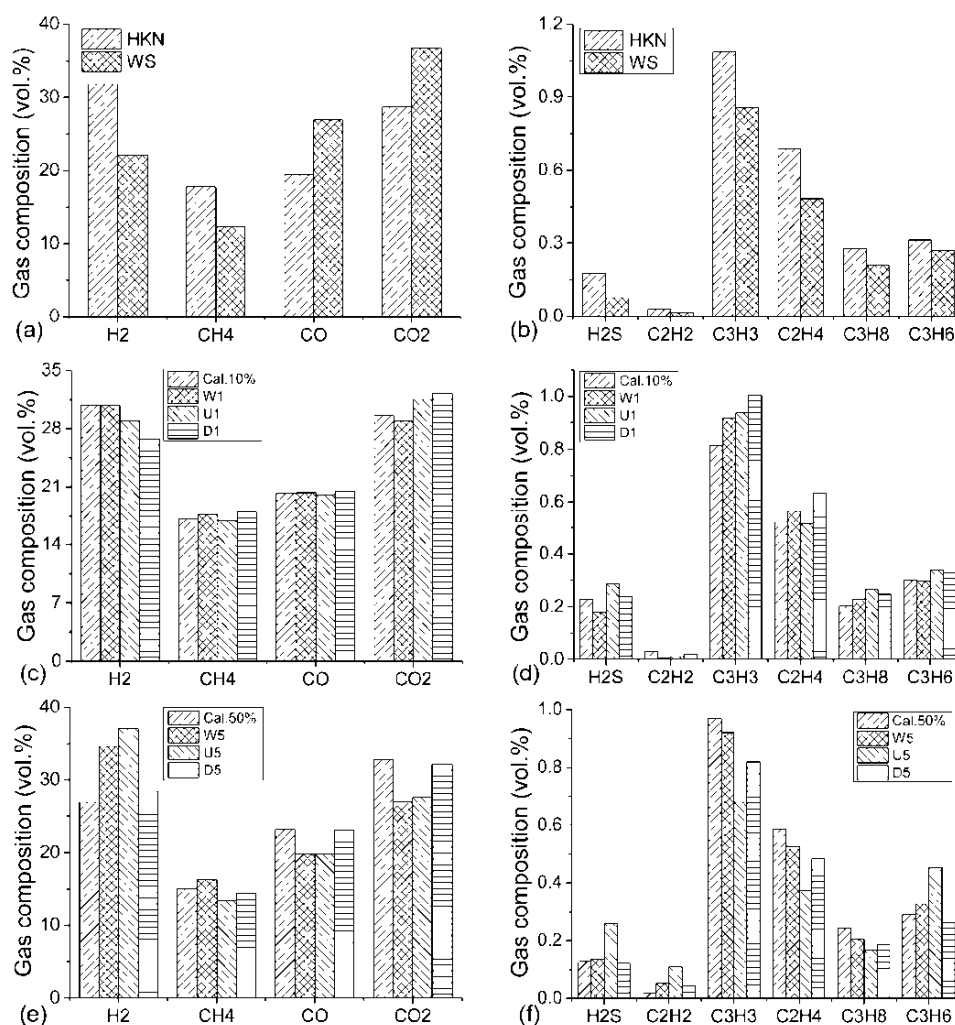 40
30
20
10
0
Gas composition (vol.%)
HKN
WS
H2 CH4 CO CO2
(a)
1.2
0.9
0.6
0.3
0.0
Gas composition (vol.%)
HKN
WS
H2S C2H2 C3H3 C2H4 C3H8 C3H6
(b)
35
28
21
14
7
0
Gas composition (vol.%)
Cal.10%
W1
U1
D1
H2 CH4 CO CO2
(c)
1.0
0.8
0.6
0.4
0.2
0.0
Gas composition (vol.%)
Cal.10%
W1
U1
D1
H2S C2H2 C3H3 C2H4 C3H8 C3H6
(d)
40
30
20
10
0
Gas composition (vol.%)
Cal.50%
W5
U5
D5
H2 CH4 CO CO2
(e)
1.0
0.8
0.6
0.4
0.2
0.0
Gas composition (vol.%)
Cal.50%
W5
U5
D5
H2S C2H2 C3H3 C2H4 C3H8 C3H6
(f)